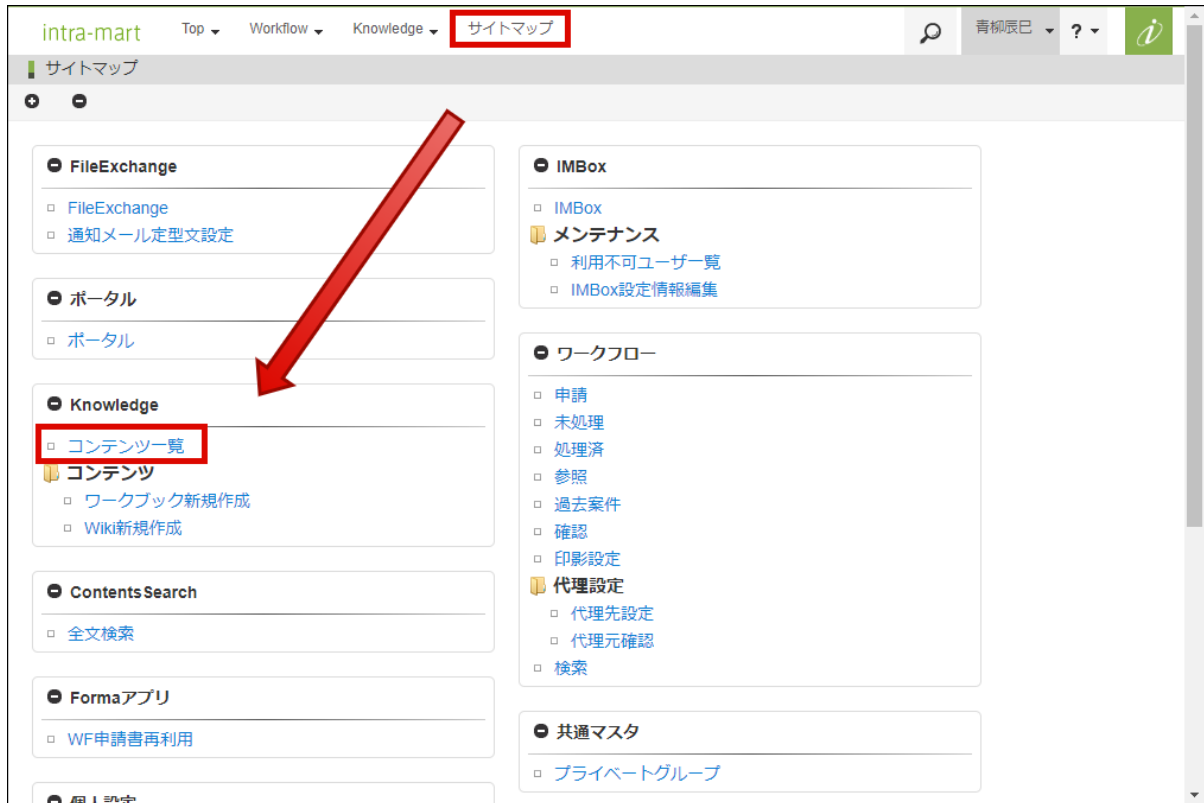 intra-mart Top Workflow Knowledge サイトマップ 青柳辰巳 ?
サイトマップ
FileExchange
FileExchange
通知メール定型文設定
ポータル
ポータル
Knowledge
コンテンツ一覧
コンテンツ
ワークブック新規作成
Wiki新規作成
ContentsSearch
全文検索
Formaアプリ
WF申請書再利用
個人設定
IMBox
IMBox
メンテナンス
利用不可ユーザ一覧
IMBox設定情報編集
ワークフロー
申請
未処理
処理済
参照
過去案件
確認
印影設定
代理設定
代理先設定
代理元確認
検索
共通マスタ
プライベートグループ